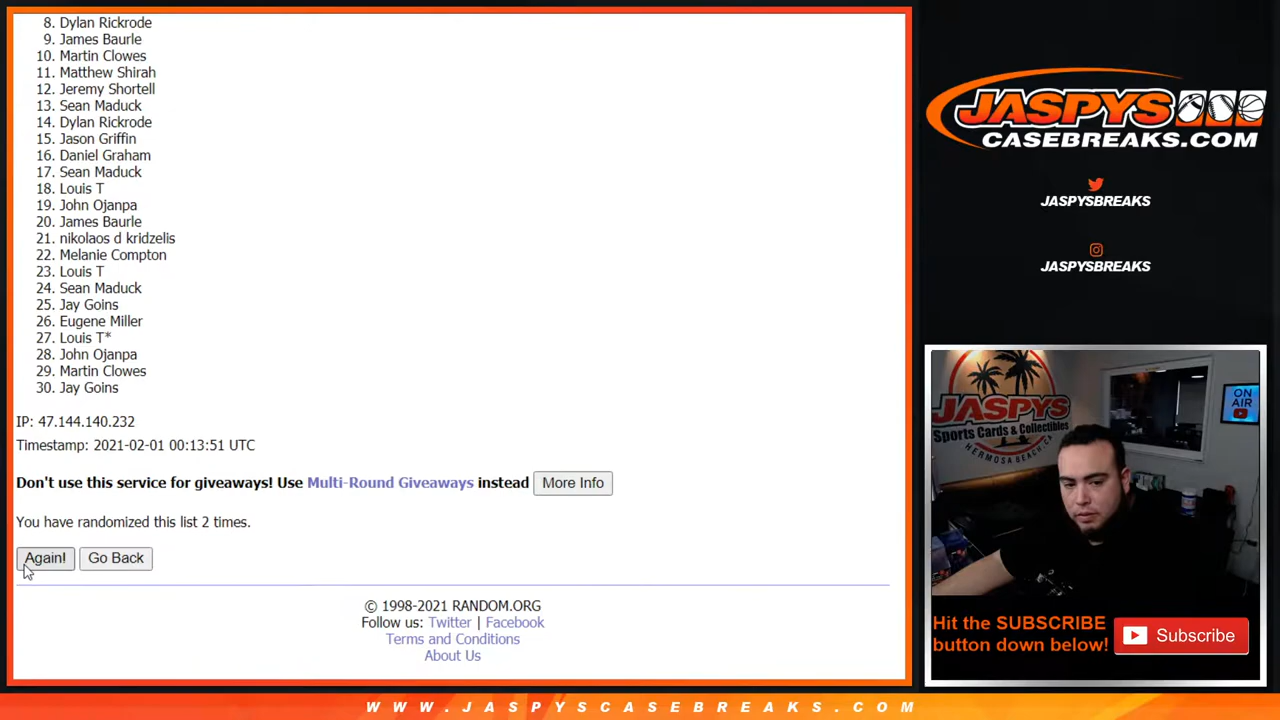 8. Dylan Rickrode
9. James Baurle
10. Martin Clowes
11. Matthew Shirah
12. Jeremy Shortell
13. Sean Maduck
14. Dylan Rickrode
15. Jason Griffin
16. Daniel Graham
17. Sean Maduck
18. Louis T
19. John Ojanpa
20. James Baurle
21. nikolaos d kridzelis
22. Melanie Compton
23. Louis T
24. Sean Maduck
25. Jay Goins
26. Eugene Miller
27. Louis T*
28. John Ojanpa
29. Martin Clowes
30. Jay Goins
IP: 47.144.140.232
Timestamp: 2021-02-01 00:13:51 UTC
Don't use this service for giveaways! Use Multi-Round Giveaways instead More Info
You have randomized this list 2 times.
Again! Go Back
© 1998-2021 RANDOM.ORG
Follow us: Twitter | Facebook
Terms and Conditions
About Us
JASPYS
CASEBREAKS.COM
JASPYSBREAKS
JASPYSBREAKS
JASPYS
Sports Cards & Collectibles
HERMOSA BEACH, CA
ON
AIR
Hit the SUBSCRIBE
button down below!
Subscribe
WWW.JASPYSCASEBREAKS.COM